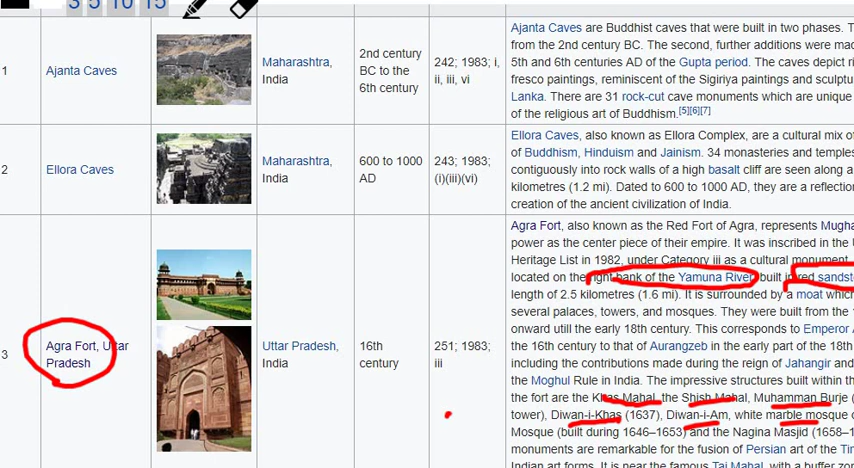 3 5 10 15
1
Ajanta Caves
Maharashtra,
India
2nd century
BC to the
6th century
242; 1983; i,
ii, iii, vi
Ajanta Caves are Buddhist caves that were built in two phases. T
from the 2nd century BC. The second, further additions were mad
5th and 6th centuries AD of the Gupta period. The caves depict ri
fresco paintings, reminiscent of the Sigiriya paintings and sculptu
Lanka. There are 31 rock-cut cave monuments which are unique
of the religious art of Buddhism.[5][6][7]
2
Ellora Caves
Maharashtra,
India
600 to 1000
AD
243; 1983;
(i)(iii)(vi)
Ellora Caves, also known as Ellora Complex, are a cultural mix of
of Buddhism, Hinduism and Jainism. 34 monasteries and temples
contiguously into rock walls of a high basalt cliff are seen along a
kilometres (1.2 mi). Dated to 600 to 1000 AD, they are a reflection
creation of the ancient civilization of India.
3
Agra Fort, Uttar
Pradesh
Uttar Pradesh,
India
16th
century
251; 1983;
iii
Agra Fort, also known as the Red Fort of Agra, represents Mugha
power as the center piece of their empire. It was inscribed in the U
Heritage List in 1982, under Category iii as a cultural monument.
located on the right bank of the Yamuna River, built in red sandst
length of 2.5 kilometres (1.6 mi). It is surrounded by a moat which
several palaces, towers, and mosques. They were built from the
onward utill the early 18th century. This corresponds to Emperor A
the 16th century to that of Aurangzeb in the early part of the 18th
including the contributions made during the reign of Jahangir and
the Moghul Rule in India. The impressive structures built within th
the fort are the Khas Mahal, the Shish Mahal, Muhamman Burje (
tower), Diwan-i-Khas (1637), Diwan-i-Am, white marble mosque o
Mosque (built during 1646–1653) and the Nagina Masjid (1658–1
monuments are remarkable for the fusion of Persian art of the Tim
Indian art forms. It is near the famous Taj Mahal, with a buffer zon